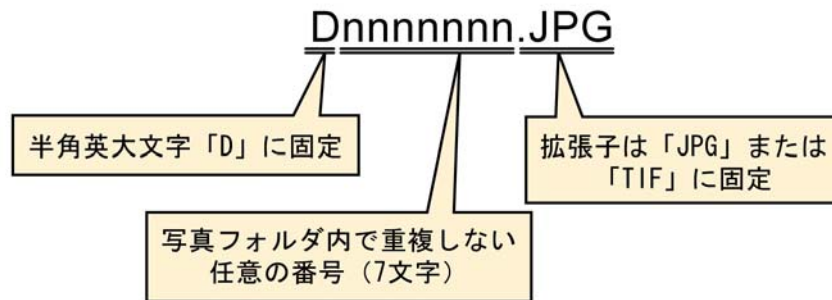 Dnnnnnnn.JPG
半角英大文字「D」に固定
拡張子は「JPG」または
「TIF」に固定
写真フォルダ内で重複しない
任意の番号（7文字）